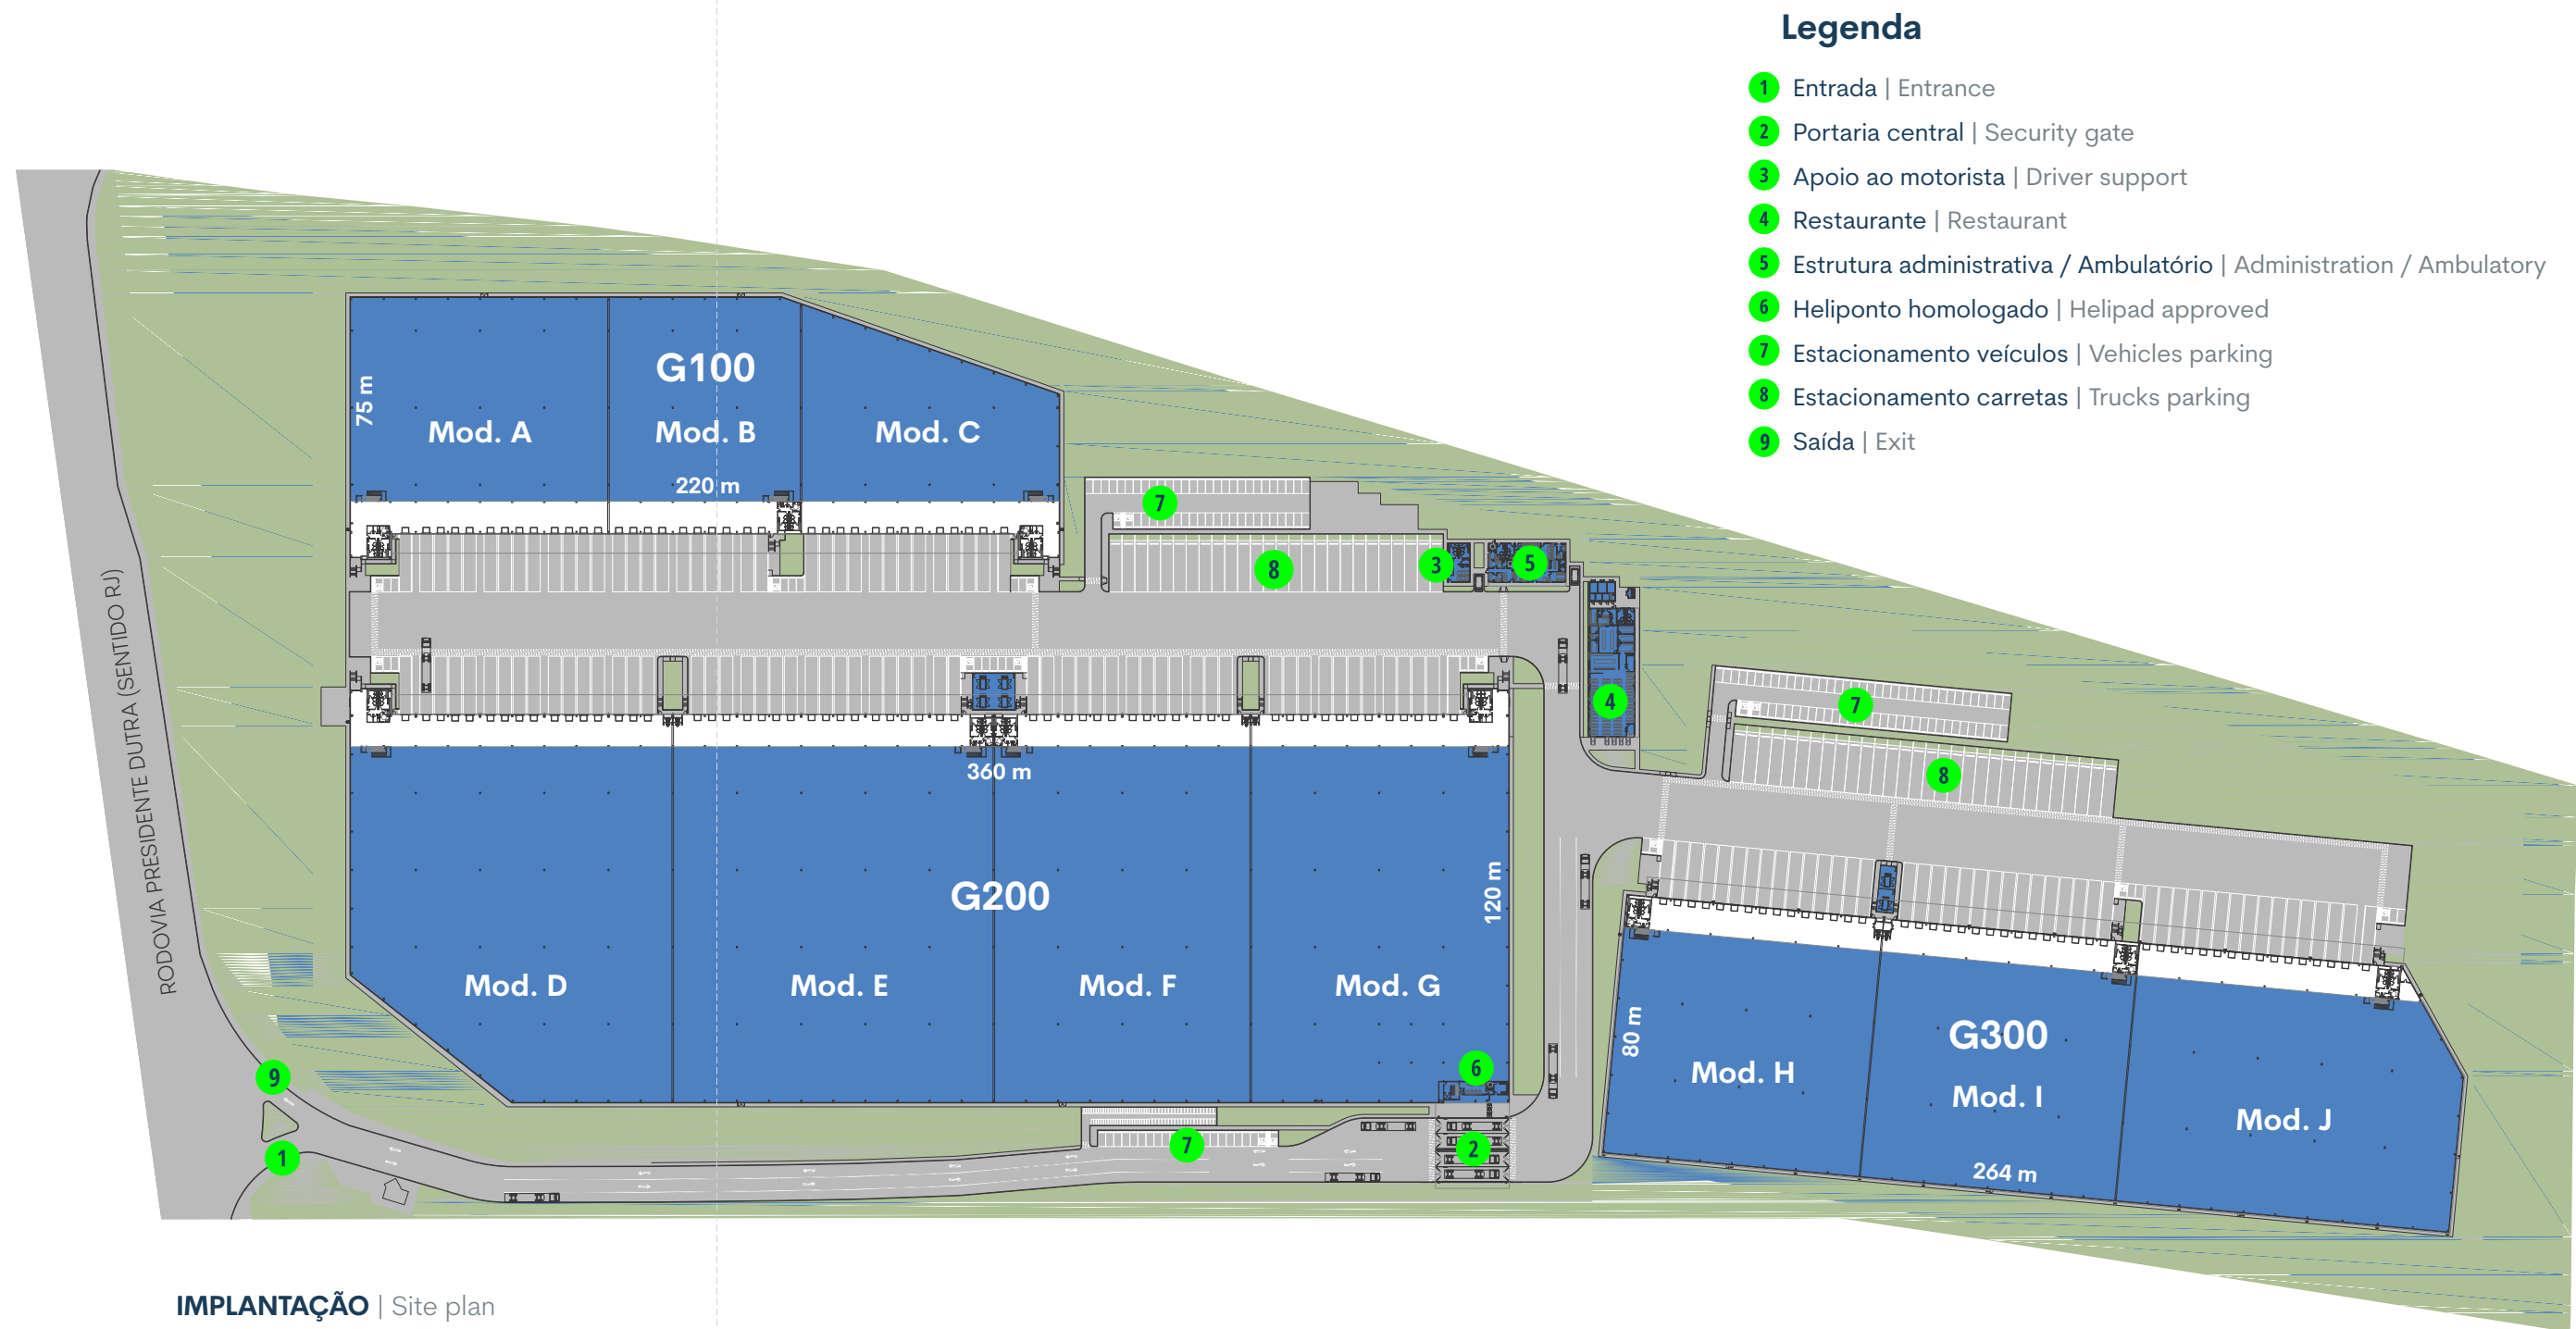 Legenda
1 Entrada | Entrance
2 Portaria central | Security gate
3 Apoio ao motorista | Driver support
4 Restaurante | Restaurant
5 Estrutura administrativa / Ambulatório | Administration / Ambulatory
6 Heliponto homologado | Helipad approved
7 Estacionamento veículos | Vehicles parking
8 Estacionamento carretas | Trucks parking
9 Saída | Exit
G100
75 m
Mod. A
Mod. B
Mod. C
220 m
7
8
3
5
4
7
8
RODOVIA PRESIDENTE DUTRA (SENTIDO RJ)
360 m
G200
120 m
Mod. D
Mod. E
Mod. F
Mod. G
6
G300
80 m
Mod. H
Mod. I
Mod. J
264 m
9
1
7
2
IMPLANTAÇÃO | Site plan